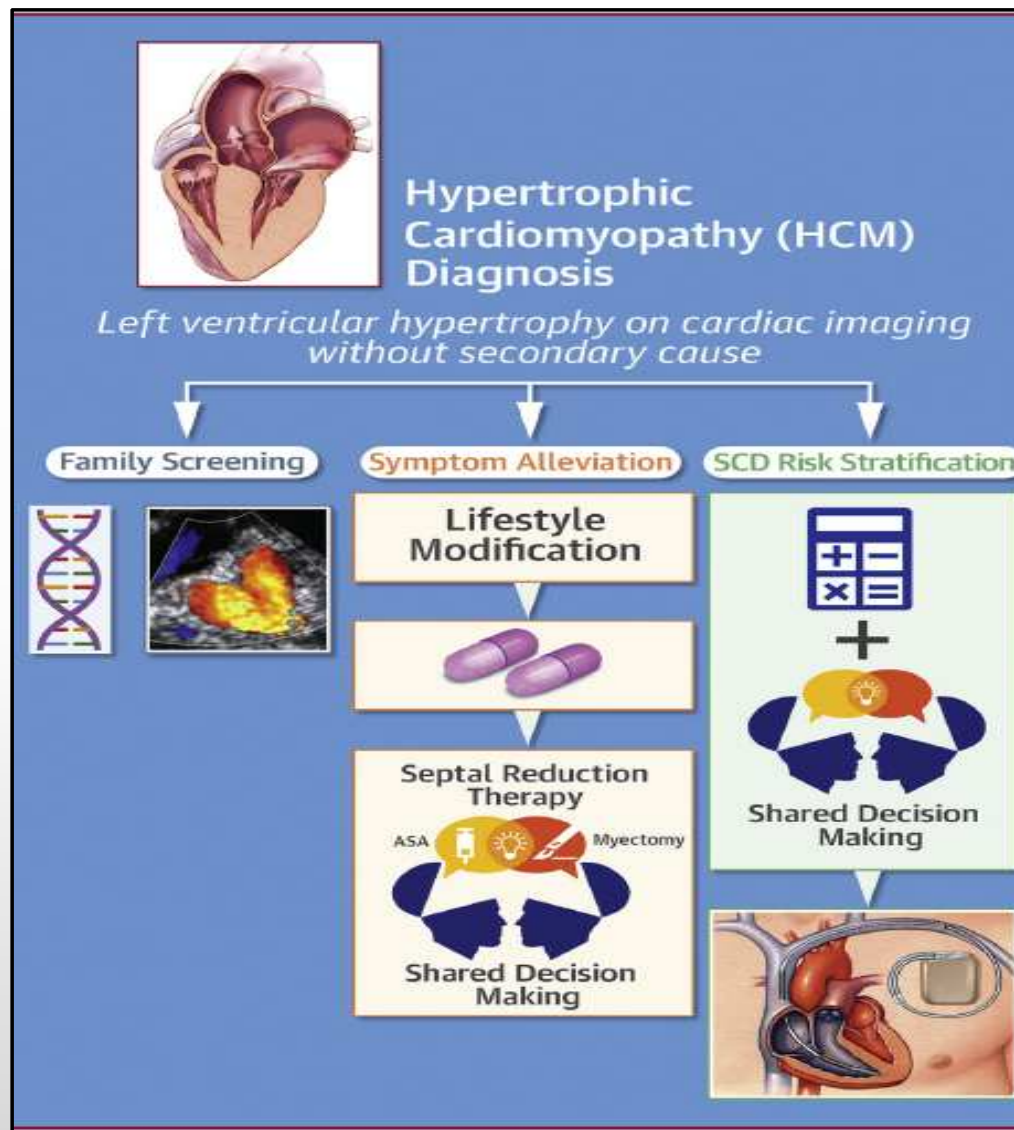 Hypertrophic
Cardiomyopathy (HCM)
Diagnosis
Left ventricular hypertrophy on cardiac imaging
without secondary cause
Family Screening
Symptom Alleviation
SCD Risk Stratification
Lifestyle
Modification
Septal Reduction
Therapy
ASA
Myectomy
Shared Decision
Making
Shared Decision
Making